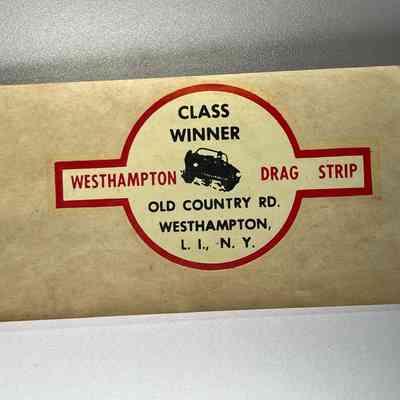 CLASS
WINNER
WESTHAMPTON DRAG STRIP
OLD COUNTRY RD.
WESTHAMPTON,
L. I., N. Y.